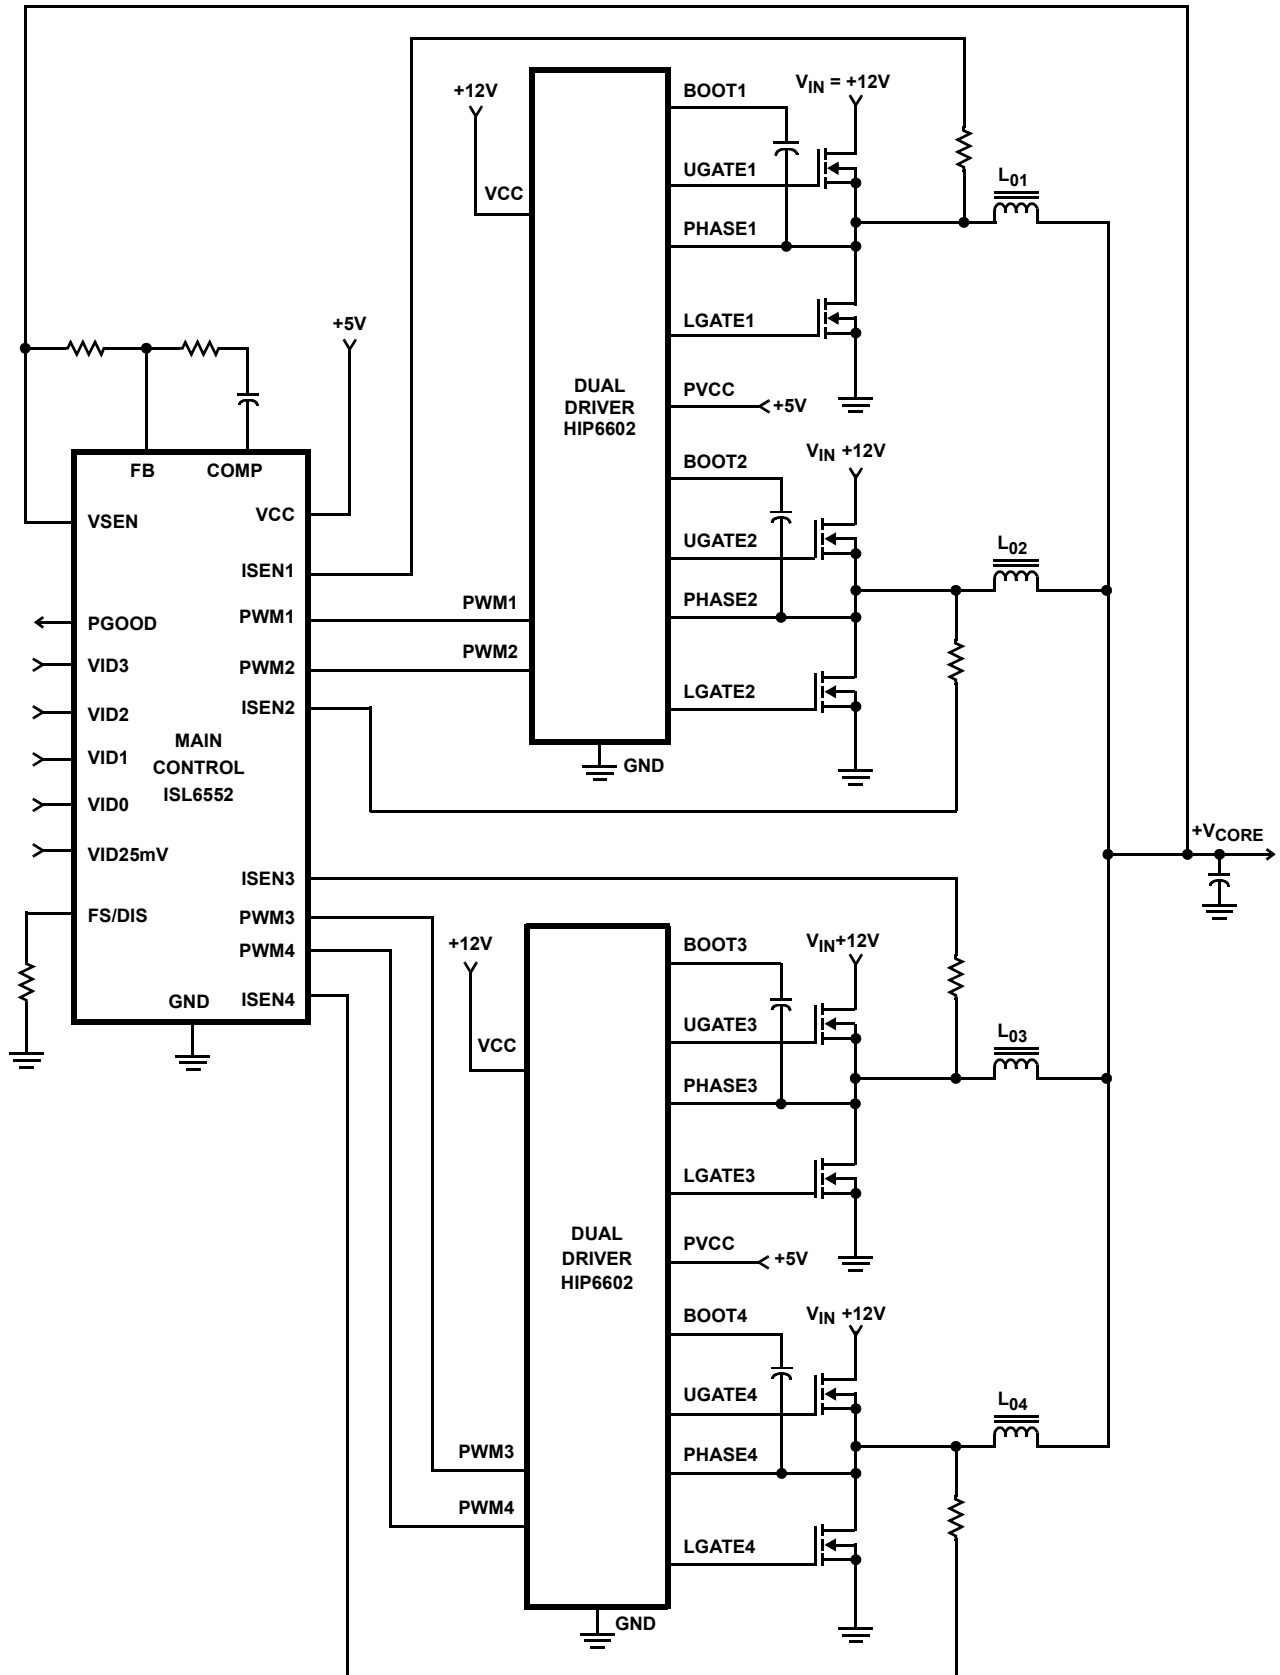 +12V
BOOT1
VIN = +12V
UGATE1
VCC
L01
PHASE1
LGATE1
+5V
DUAL
DRIVER
HIP6602
PVCC
+5V
BOOT2
VIN +12V
FB
COMP
VSEN
VCC
UGATE2
L02
ISEN1
PHASE2
PWM1
PWM1
PGOOD
PWM2
PWM2
VID3
LGATE2
ISEN2
VID2
MAIN
CONTROL
ISL6552
VID1
GND
VID0
+VCORE
VID25mV
ISEN3
FS/DIS
PWM3
PWM4
+12V
BOOT3
VIN+12V
GND
ISEN4
UGATE3
L03
VCC
PHASE3
LGATE3
DUAL
DRIVER
HIP6602
PVCC
+5V
BOOT4
VIN +12V
UGATE4
L04
PWM3
PHASE4
PWM4
LGATE4
GND